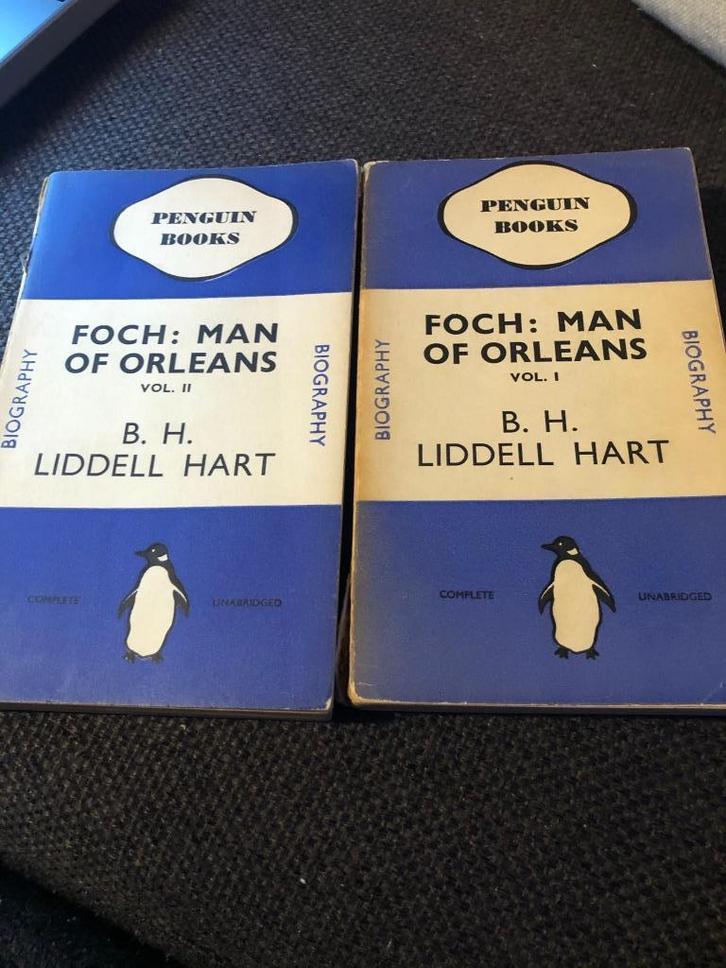 PENGUIN
BOOKS
FOCH: MAN
OF ORLEANS
VOL. II
BIOGRAPHY
BIOGRAPHY
B. H.
LIDDELL HART
COMPLETE
UNABRIDGED
PENGUIN
BOOKS
FOCH: MAN
OF ORLEANS
VOL. I
BIOGRAPHY
BIOGRAPHY
B. H.
LIDDELL HART
COMPLETE
UNABRIDGED